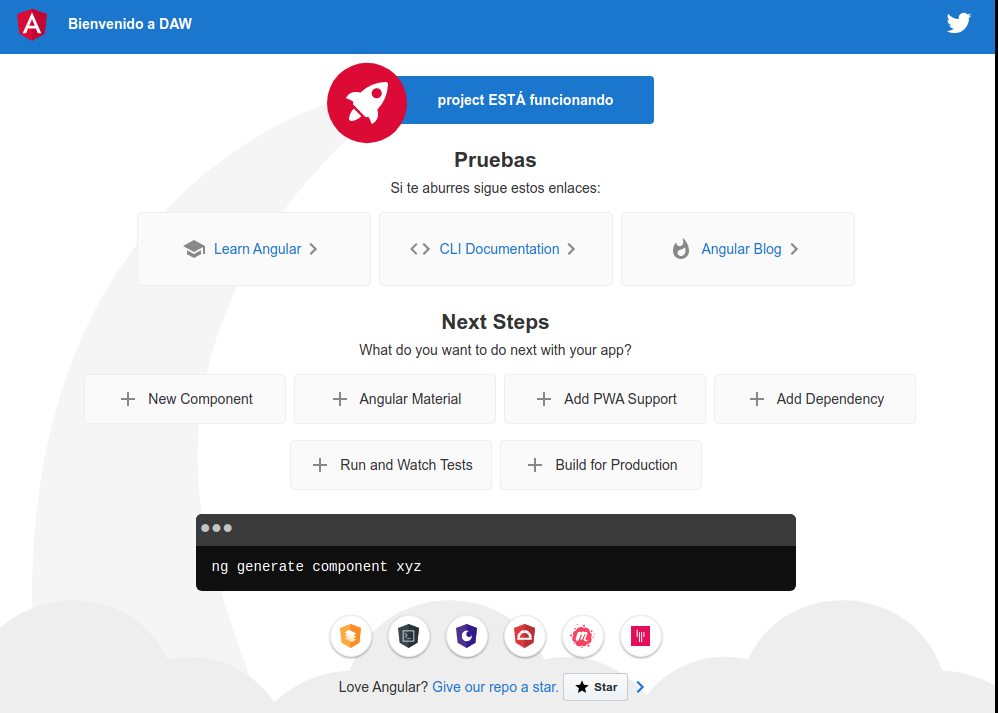 Bienvenido a DAW
project ESTÁ funcionando
Pruebas
Si te aburres sigue estos enlaces:
Learn Angular
CLI Documentation
Angular Blog
Next Steps
What do you want to do next with your app?
New Component
Angular Material
Add PWA Support
Add Dependency
Run and Watch Tests
Build for Production
ng generate component xyz
Love Angular? Give our repo a star. Star